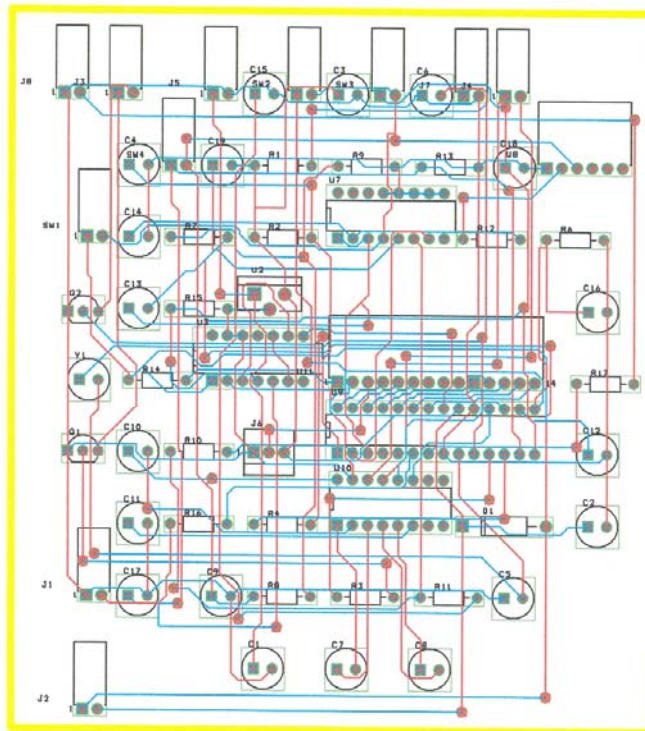 C15 C3 C6
J8 J3 J5 SW2 SW3 J7 J4
1 1 1 1
C4 C19 C18
SW4 R1 R9 R13
U7
C14
SW1 1 R7 R2 R12 R6
U2
Q2 C13 R15 C16
U3
Y1 R14 U11 R17
U9 14
Q1 C10 R10 J6 C12
U10
C11 R16 R4 D1 C2
J1 1 C17 C9 R8 R3 R11 C5
C1 C7 C8
J2 1